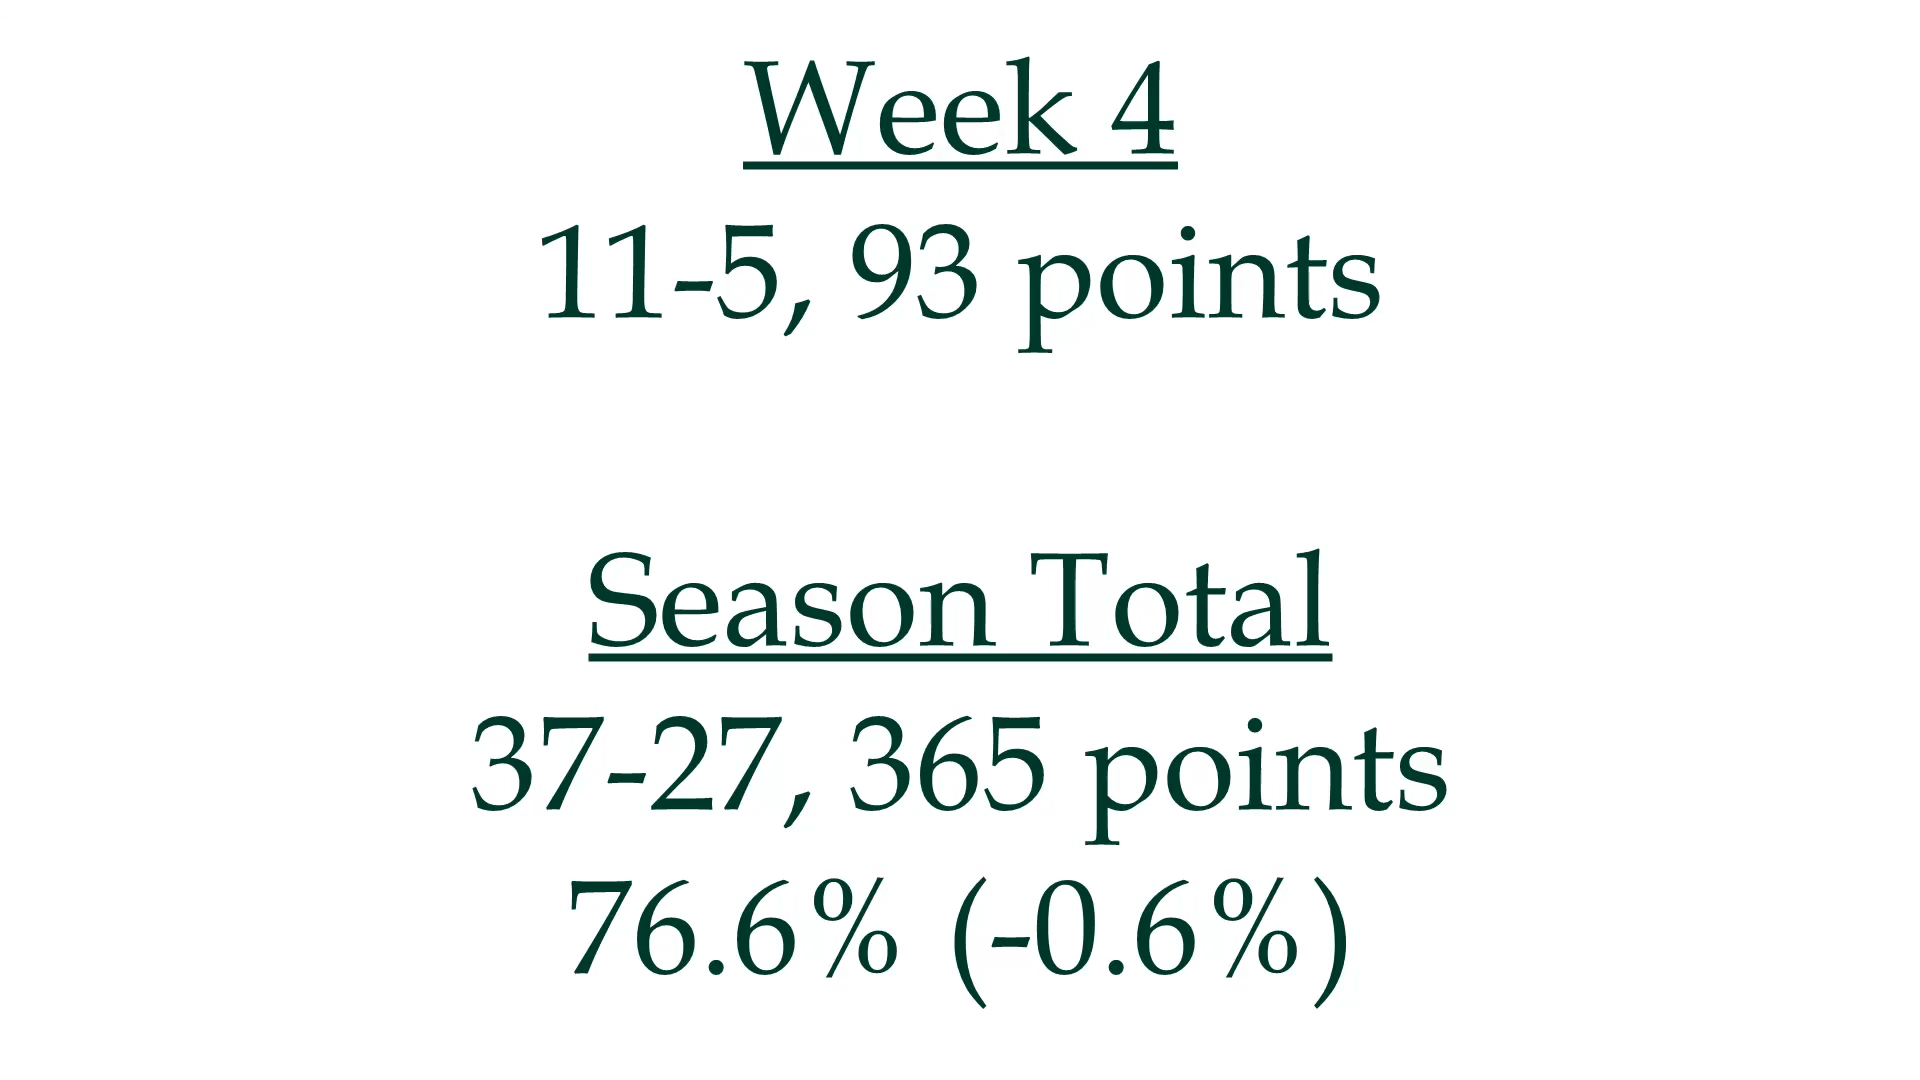 Week 4
11-5, 93 points
Season Total
37-27, 365 points
76.6% (-0.6%)